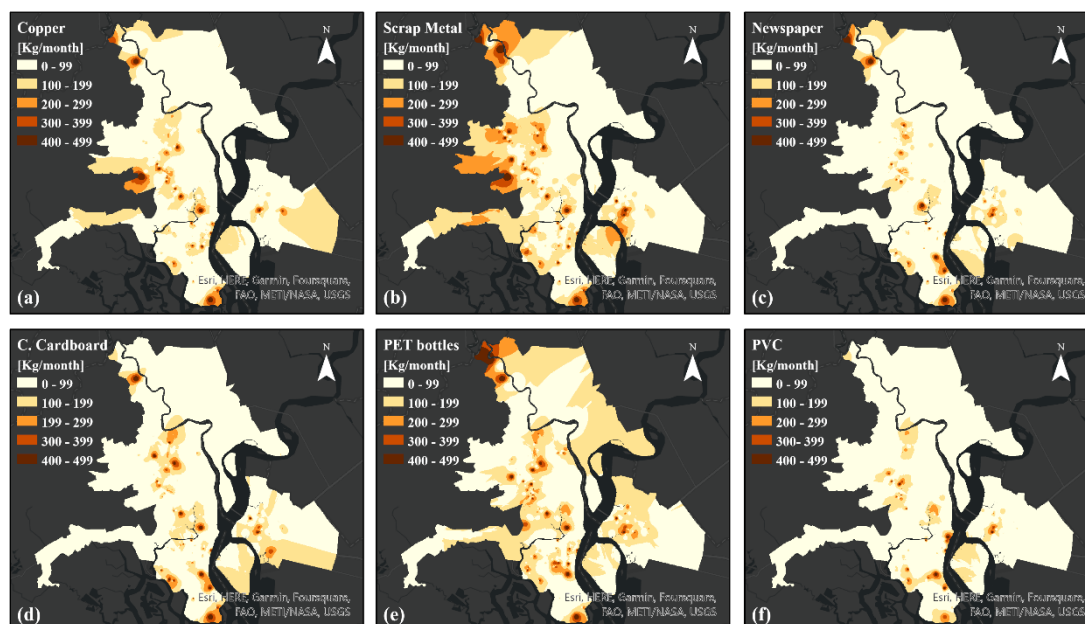 Copper
[Kg/month]
0 - 99
100 - 199
200 - 299
300 - 399
400 - 499
N
Esri, HERE, Garmin, Foursquare,
FAO, METI/NASA, USGS
(a)
Scrap Metal
[Kg/month]
0 - 99
100 - 199
200 - 299
300 - 399
400 - 499
N
Esri, HERE, Garmin, Foursquare,
FAO, METI/NASA, USGS
(b)
Newspaper
[Kg/month]
0 - 99
100 - 199
200 - 299
300 - 399
400 - 499
N
Esri, HERE, Garmin, Foursquare,
FAO, METI/NASA, USGS
(c)
C. Cardboard
[Kg/month]
0 - 99
100 - 199
199 - 299
300 - 399
400 - 499
N
Esri, HERE, Garmin, Foursquare,
FAO, METI/NASA, USGS
(d)
PET bottles
[Kg/month]
0 - 99
100 - 199
200 - 299
300 - 399
400 - 499
N
Esri, HERE, Garmin, Foursquare,
FAO, METI/NASA, USGS
(e)
PVC
[Kg/month]
0 - 99
100 - 199
200 - 299
300- 399
400 - 499
N
Esri, HERE, Garmin, Foursquare,
FAO, METI/NASA, USGS
(f)